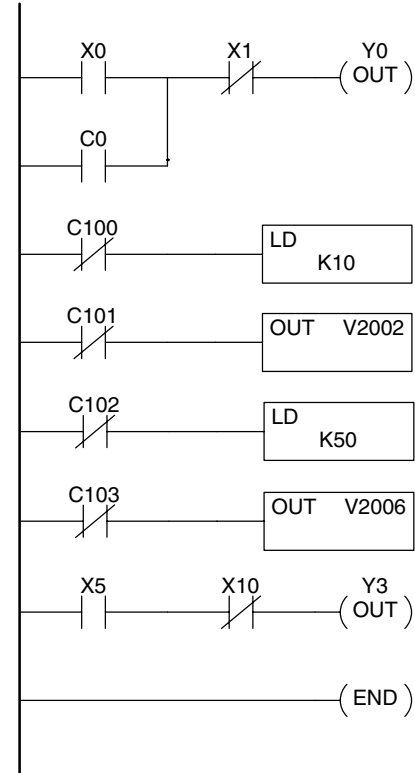 X0 X1 Y0
OUT
C0
C100
LD
K10
C101
OUT V2002
C102
LD
K50
C103
OUT V2006
X5 X10 Y3
OUT
END